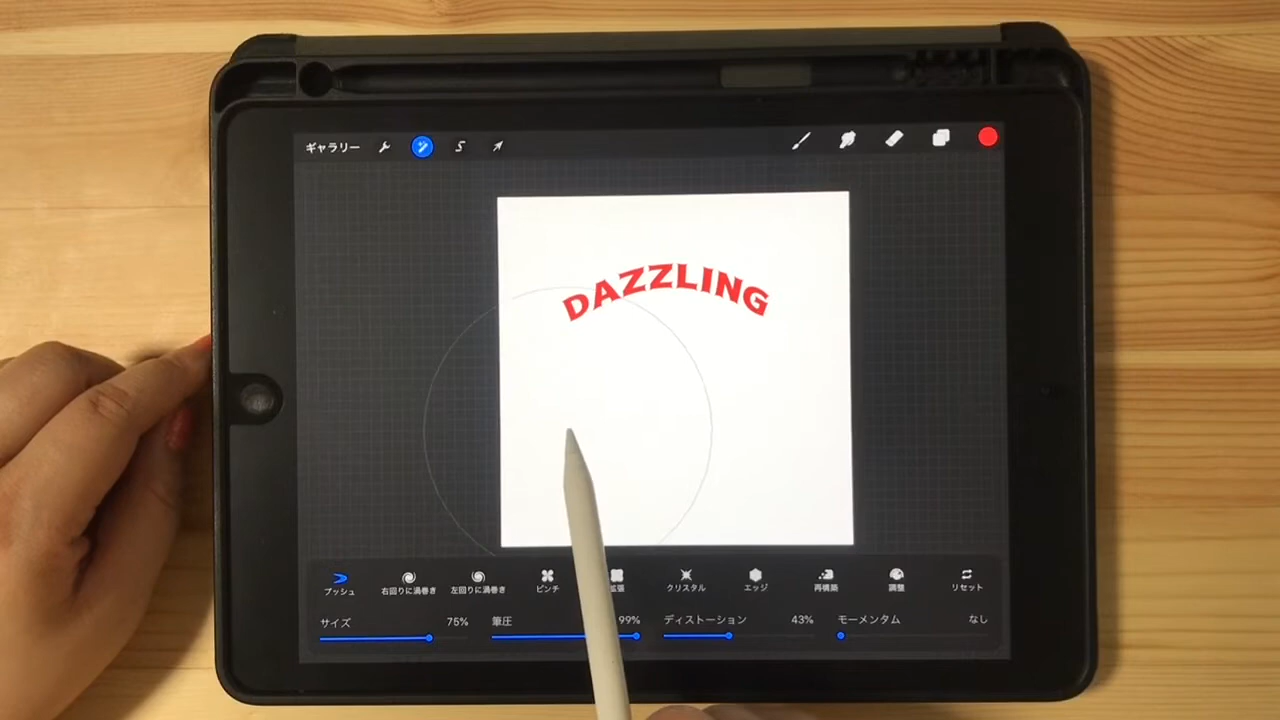 ギャラリー
DAZZLING
プッシュ 右回りに渦巻き 左回りに渦巻き ピンチ 拡張 クリスタル エッジ 再構築 調整 リセット
サイズ 75% 筆圧 99% ディストーション 43% モーメンタム なし